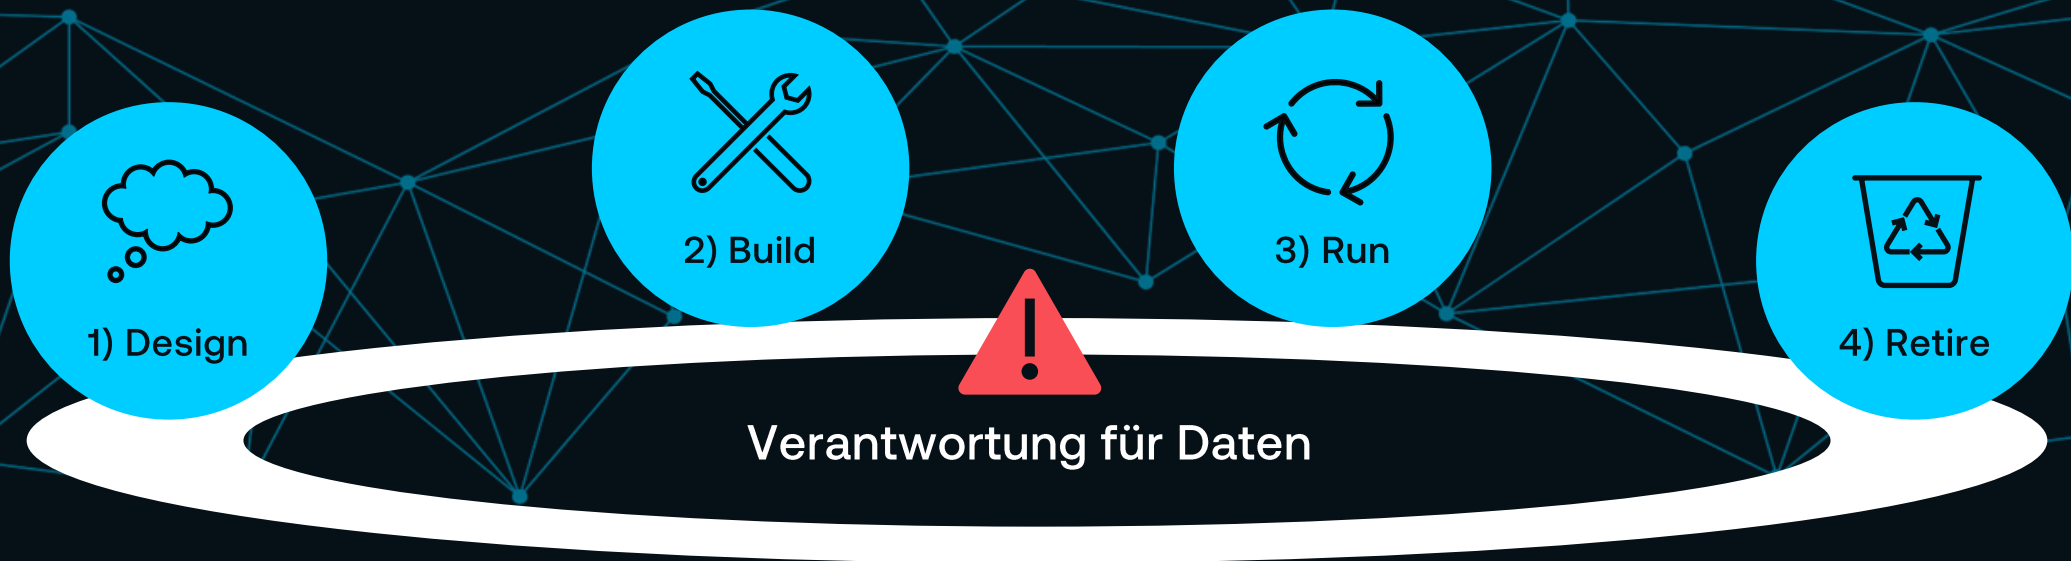 1) Design
2) Build
3) Run
4) Retire
Verantwortung für Daten